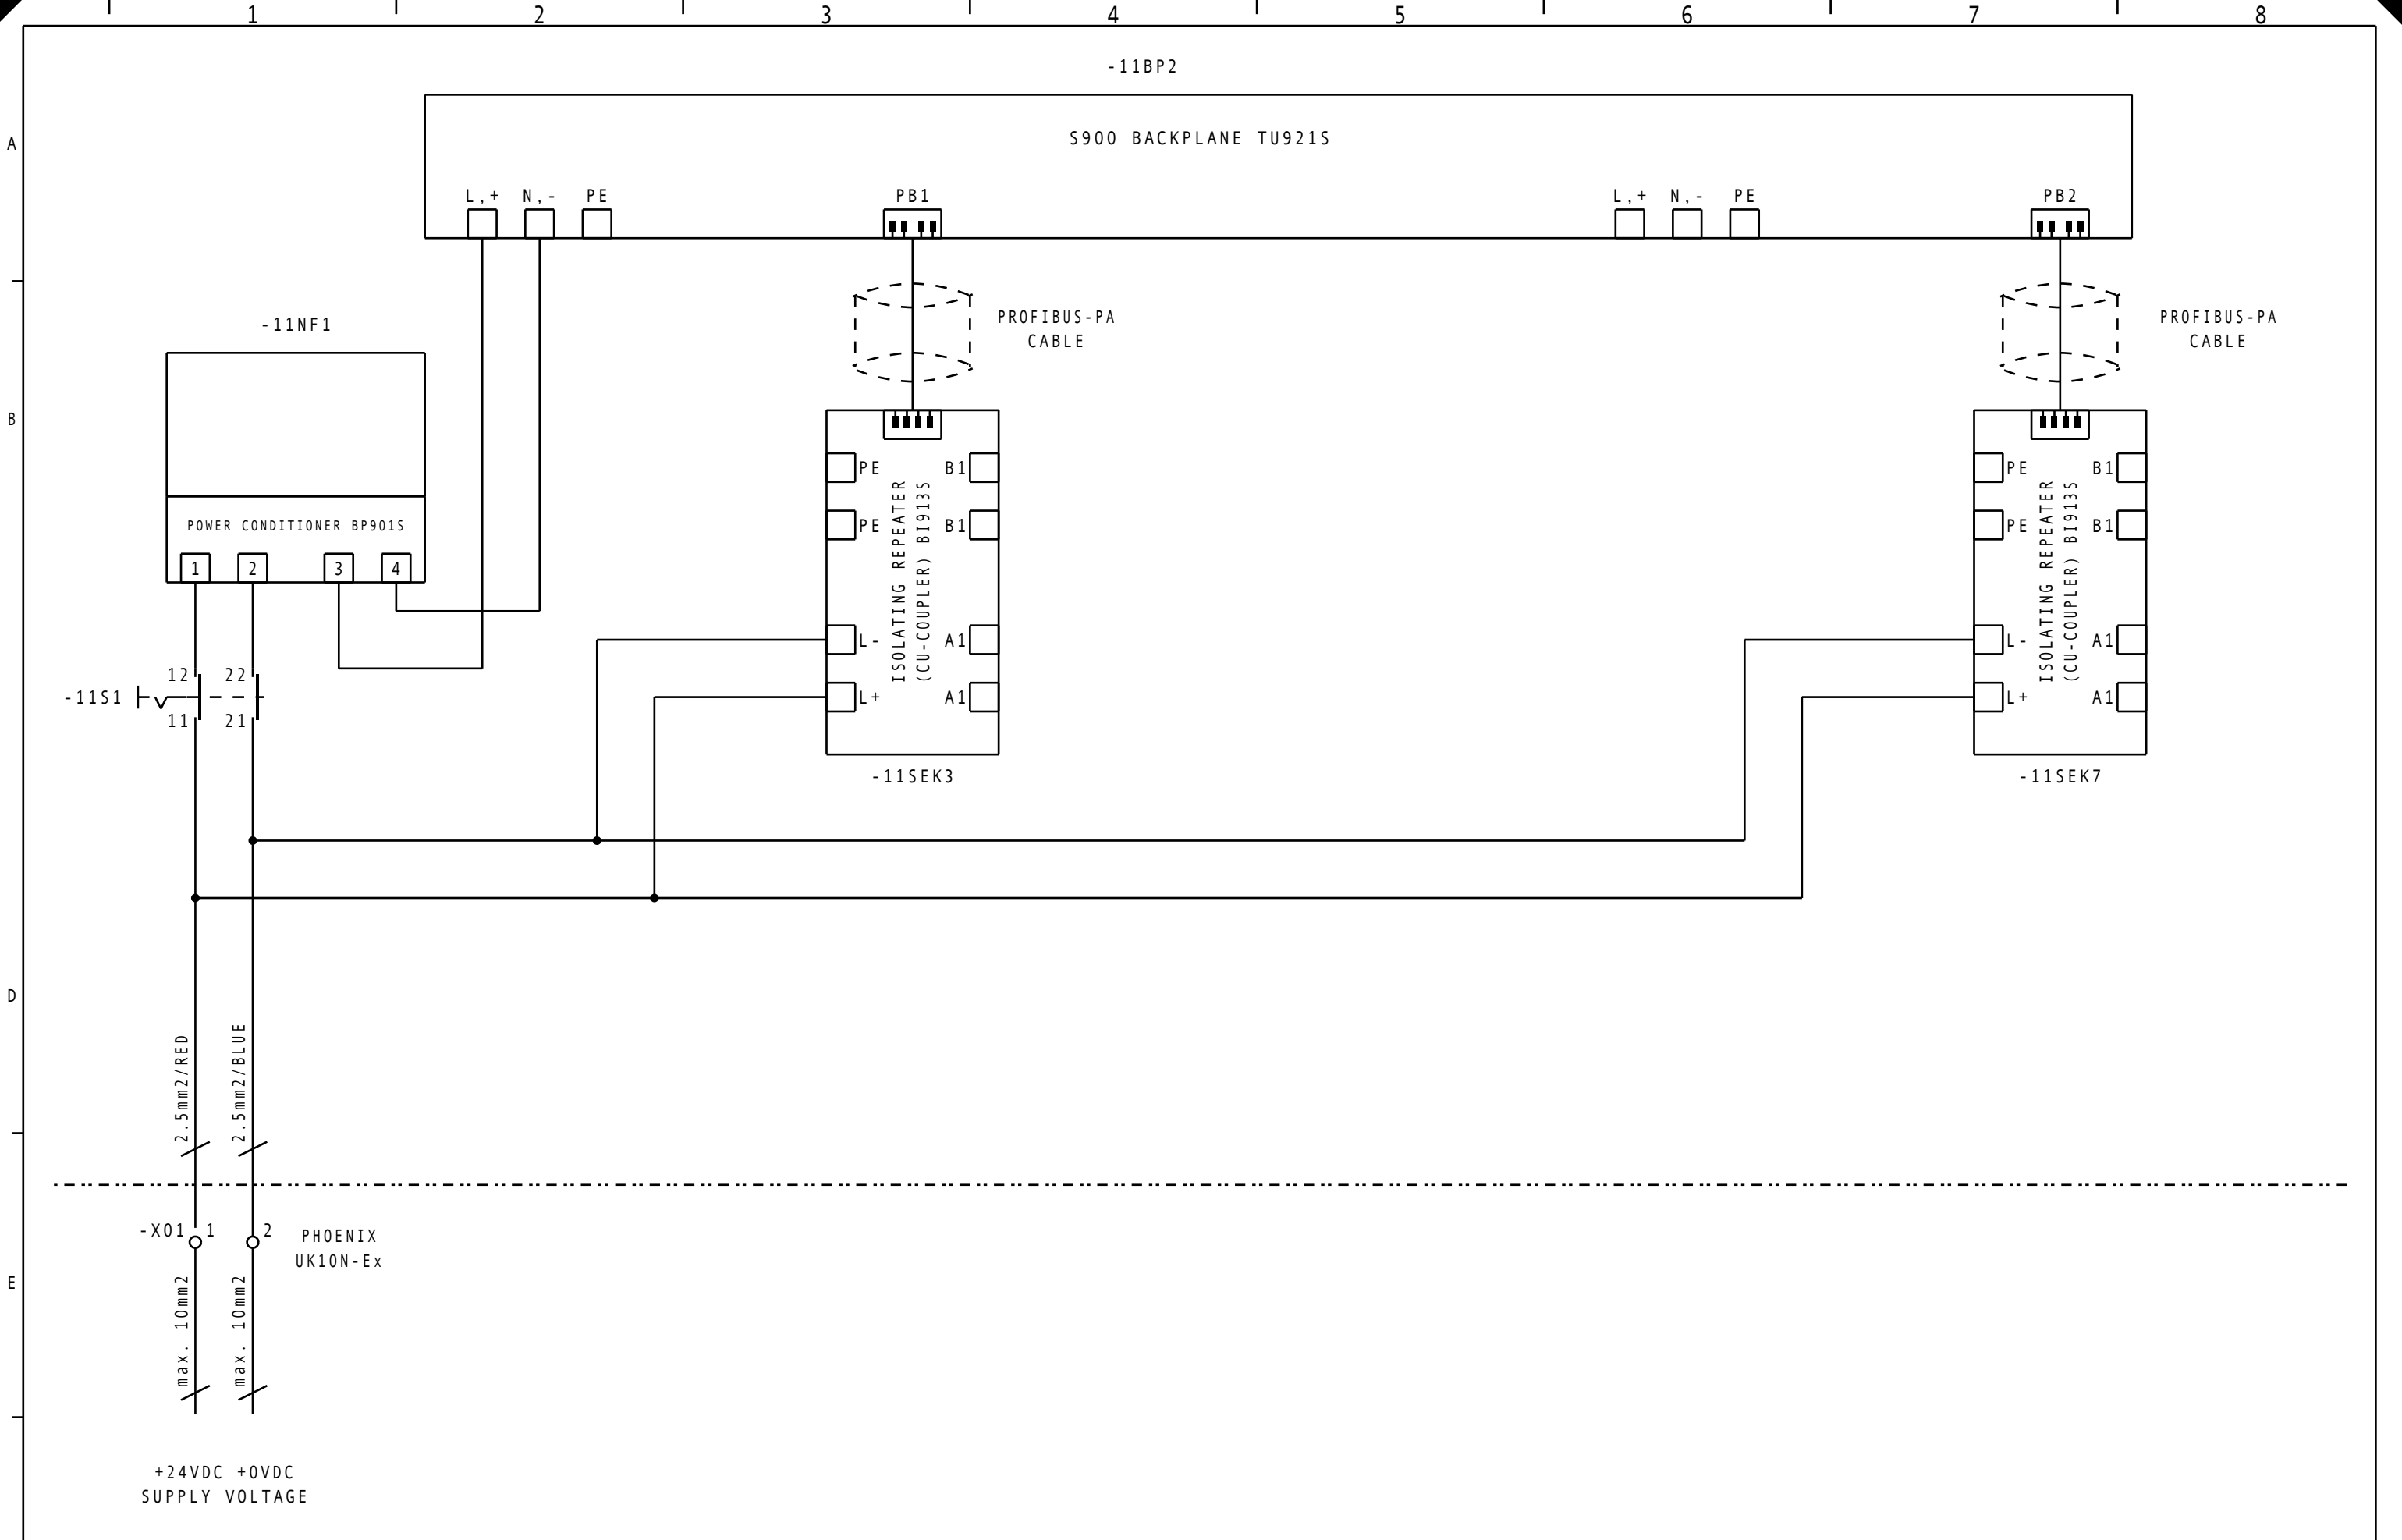 1 2 3 4 5 6 7 8
-11BP2
A
S900 BACKPLANE TU921S
L,+ N,- PE PB1 L,+ N,- PE PB2
-11NF1
PROFIBUS-PA
CABLE
PROFIBUS-PA
CABLE
B
POWER CONDITIONER BP901S
1 2 3 4
PE B1
PE B1
L- A1
L+ A1
ISOLATING REPEATER
(CU-COUPLER) BI913S
-11SEK3
PE B1
PE B1
L- A1
L+ A1
ISOLATING REPEATER
(CU-COUPLER) BI913S
-11SEK7
12 22
-11S1
11 21
D
2.5mm2/RED
2.5mm2/BLUE
-X01 1 2
PHOENIX
UK10N-Ex
E
max. 10mm2
max. 10mm2
+24VDC +0VDC
SUPPLY VOLTAGE